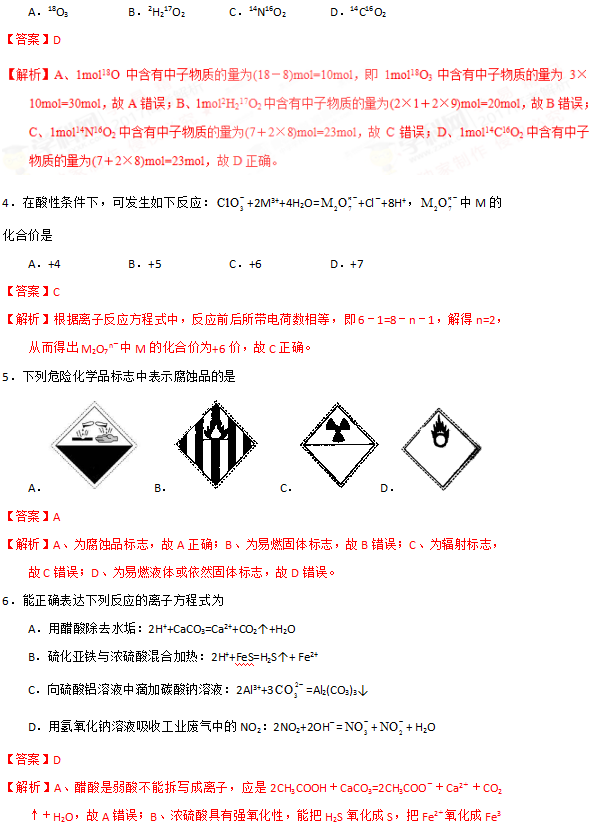 A．¹⁸O₃ B．²H₂¹⁷O₂ C．¹⁴N¹⁶O₂ D．¹⁴C¹⁶O₂
【答案】D
【解析】A、1mol¹⁸O 中含有中子物质的量为(18－8)mol=10mol，即 1mol¹⁸O₃ 中含有中子物质的量为 3×
10mol=30mol，故 A 错误；B、1mol²H₂¹⁷O₂ 中含有中子物质的量为(2×1＋2×9)mol=20mol，故 B 错误；
C、1mol¹⁴N¹⁶O₂ 中含有中子物质的量为(7＋2×8)mol=23mol，故 C 错误；D、1mol¹⁴C¹⁶O₂ 中含有中子
物质的量为(7＋2×8)mol=23mol，故 D 正确。
4．在酸性条件下，可发生如下反应：ClO₃⁻+2M³⁺+4H₂O=M₂O₇ⁿ⁻+Cl⁻+8H⁺，M₂O₇ⁿ⁻中 M 的
化合价是
A．+4 B．+5 C．+6 D．+7
【答案】C
【解析】根据离子反应方程式中，反应前后所带电荷数相等，即 6－1=8－n－1，解得 n=2，
从而得出 M₂O₇ⁿ⁻中 M 的化合价为+6 价，故 C 正确。
5．下列危险化学品标志中表示腐蚀品的是
A． B． C． D．
【答案】A
【解析】A、为腐蚀品标志，故 A 正确；B、为易燃固体标志，故 B 错误；C、为辐射标志，
故 C 错误；D、为易燃液体或依然固体标志，故 D 错误。
6．能正确表达下列反应的离子方程式为
A．用醋酸除去水垢：2H⁺+CaCO₃=Ca²⁺+CO₂↑+H₂O
B．硫化亚铁与浓硫酸混合加热：2H⁺+FeS=H₂S↑+ Fe²⁺
C．向硫酸铝溶液中滴加碳酸钠溶液：2Al³⁺+3CO₃²⁻=Al₂(CO₃)₃↓
D．用氢氧化钠溶液吸收工业废气中的 NO₂：2NO₂+2OH⁻=NO₃⁻+NO₂⁻+H₂O
【答案】D
【解析】A、醋酸是弱酸不能拆写成离子，应是 2CH₃COOH＋CaCO₃=2CH₃COO⁻＋Ca²⁺＋CO₂
↑＋H₂O，故 A 错误；B、浓硫酸具有强氧化性，能把 H₂S 氧化成 S，把 Fe²⁺氧化成 Fe³